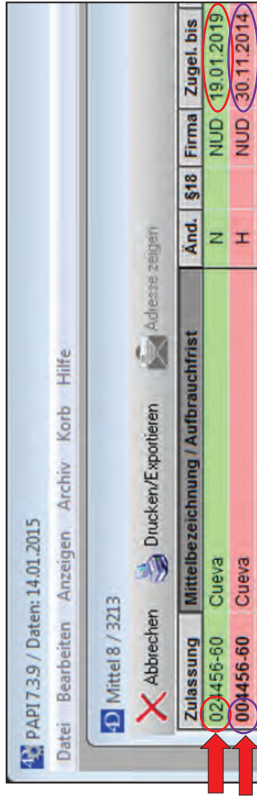 PAPI 7.3.9 / Daten: 14.01.2015
Datei Bearbeiten Anzeigen Archiv Korb Hilfe
Mittel 8 / 3213
Abbrechen Drucken/Exportieren Adresse zeigen
Zulassung Mittelbezeichnung / Aufbrauchfrist Änd. §18 Firma Zugel. bis
024456-60 Cueva N NUD 19.01.2019
004456-60 Cueva H NUD 30.11.2014